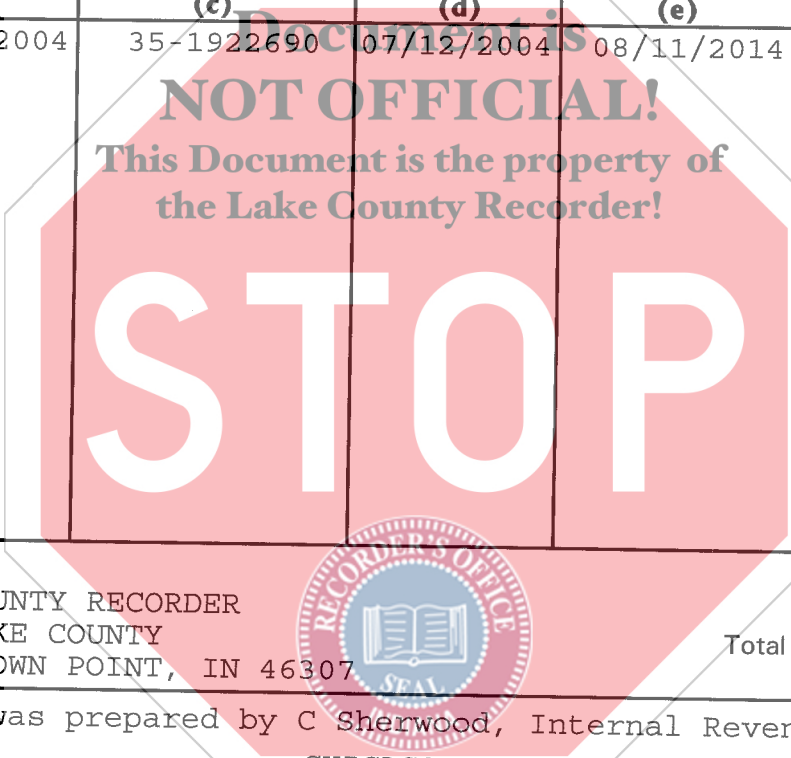 (c) (d) (e)
Document is
2004 35-1922690 07/12/2004 08/11/2014
NOT OFFICIAL!
This Document is the property of
the Lake County Recorder!
STOP
RECORDER'S OFFICE
SEAL
UNTY RECORDER
KE COUNTY
OWN POINT, IN 46307
Total
was prepared by C Sherwood, Internal Reven